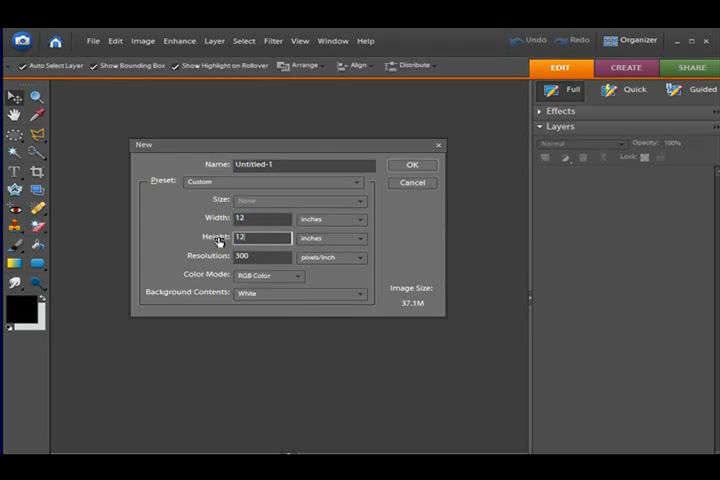 File Edit Image Enhance Layer Select Filter View Window Help Undo Redo Organizer
Auto Select Layer Show Bounding Box Show Highlight on Rollover Arrange Align Distribute EDIT CREATE SHARE
Full Quick Guided
Effects
Layers
Normal Opacity: 100%
Lock:
New
Name: Untitled-1 OK
Preset: Custom Cancel
Size: None
Width: 12 inches
Height: 12 inches
Resolution: 300 pixels/inch
Color Mode: RGB Color
Background Contents: White
Image Size:
37.1M
T